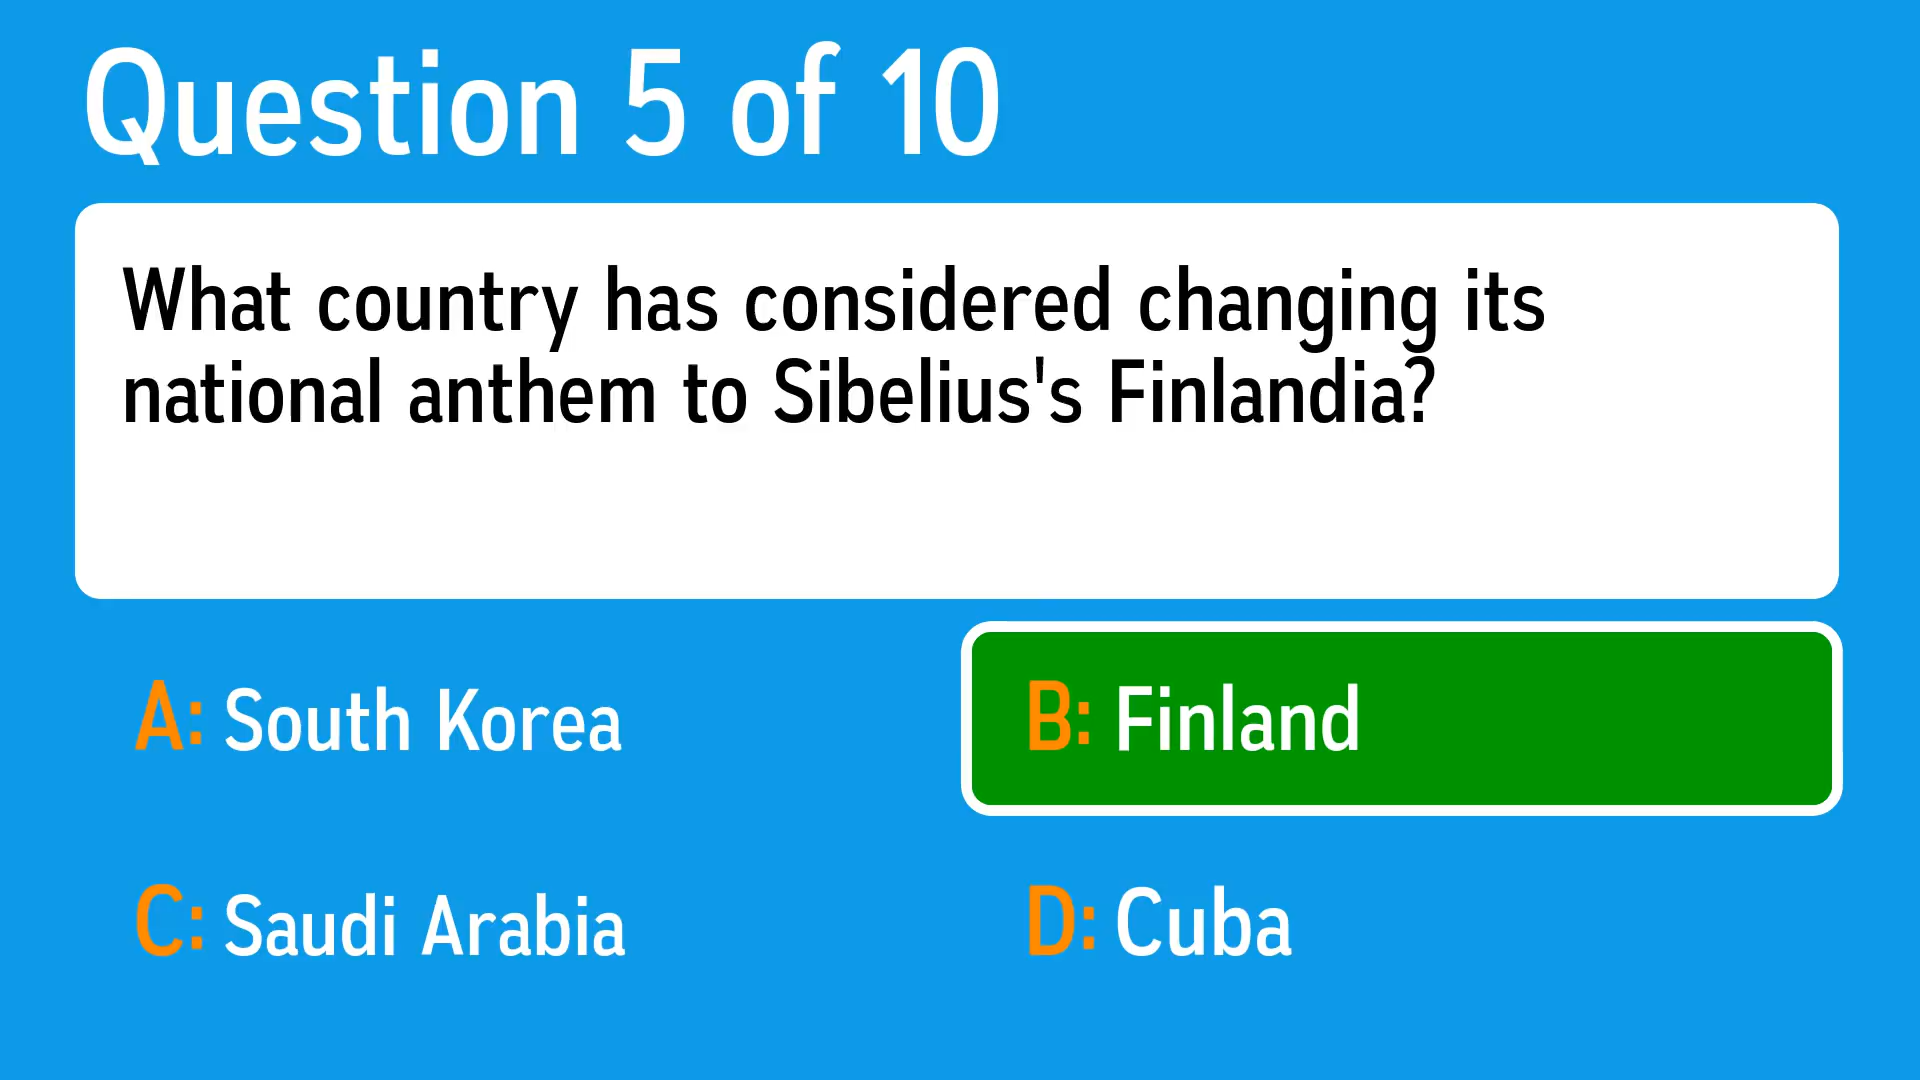 Question 5 of 10
What country has considered changing its
national anthem to Sibelius's Finlandia?
A: South Korea
B: Finland
C: Saudi Arabia
D: Cuba